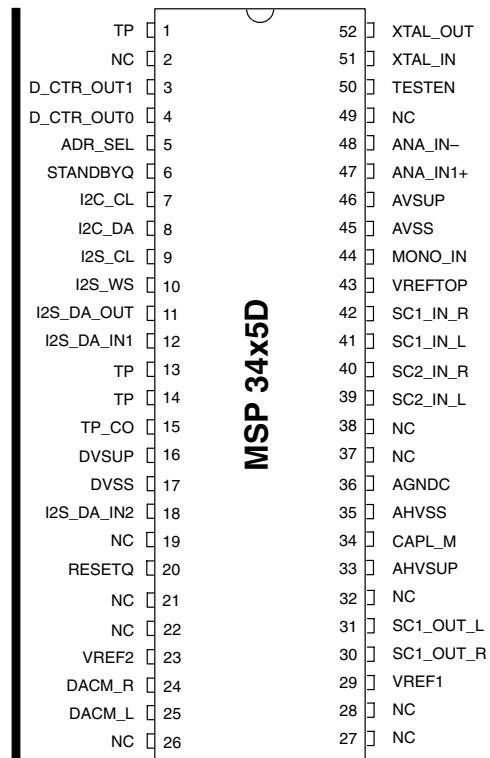 TP 1 52 XTAL_OUT
NC 2 51 XTAL_IN
D_CTR_OUT1 3 50 TESTEN
D_CTR_OUT0 4 49 NC
ADR_SEL 5 48 ANA_IN–
STANDBYQ 6 47 ANA_IN1+
I2C_CL 7 46 AVSUP
I2C_DA 8 45 AVSS
I2S_CL 9 44 MONO_IN
I2S_WS 10 43 VREFTOP
I2S_DA_OUT 11 42 SC1_IN_R
I2S_DA_IN1 12 41 SC1_IN_L
TP 13 40 SC2_IN_R
TP 14 39 SC2_IN_L
TP_CO 15 38 NC
DVSUP 16 37 NC
DVSS 17 36 AGNDC
I2S_DA_IN2 18 35 AHVSS
NC 19 34 CAPL_M
RESETQ 20 33 AHVSUP
NC 21 32 NC
NC 22 31 SC1_OUT_L
VREF2 23 30 SC1_OUT_R
DACM_R 24 29 VREF1
DACM_L 25 28 NC
NC 26 27 NC
MSP 34x5D